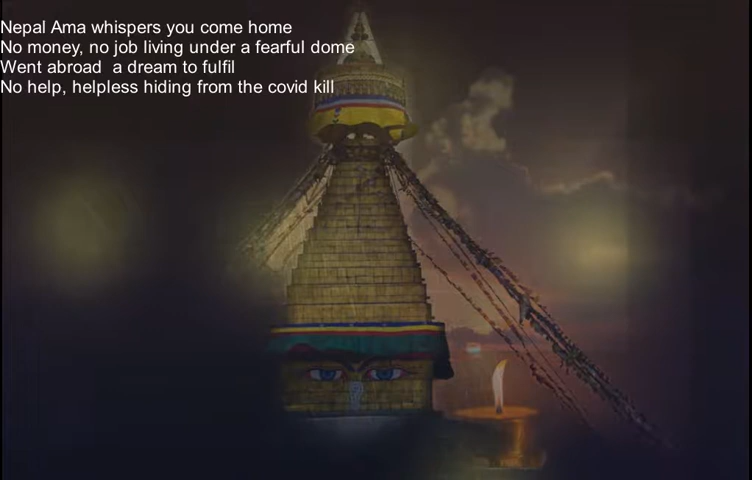 Nepal Ama whispers you come home
No money, no job living under a fearful dome
Went abroad  a dream to fulfil
No help, helpless hiding from the covid kill